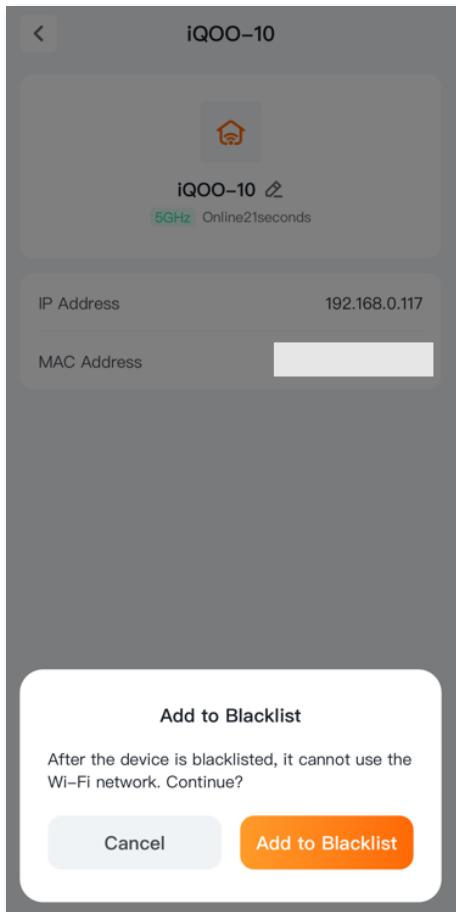 iQOO-10
iQOO-10
5GHz Online21seconds
IP Address 192.168.0.117
MAC Address
Add to Blacklist
After the device is blacklisted, it cannot use the
Wi-Fi network. Continue?
Cancel Add to Blacklist